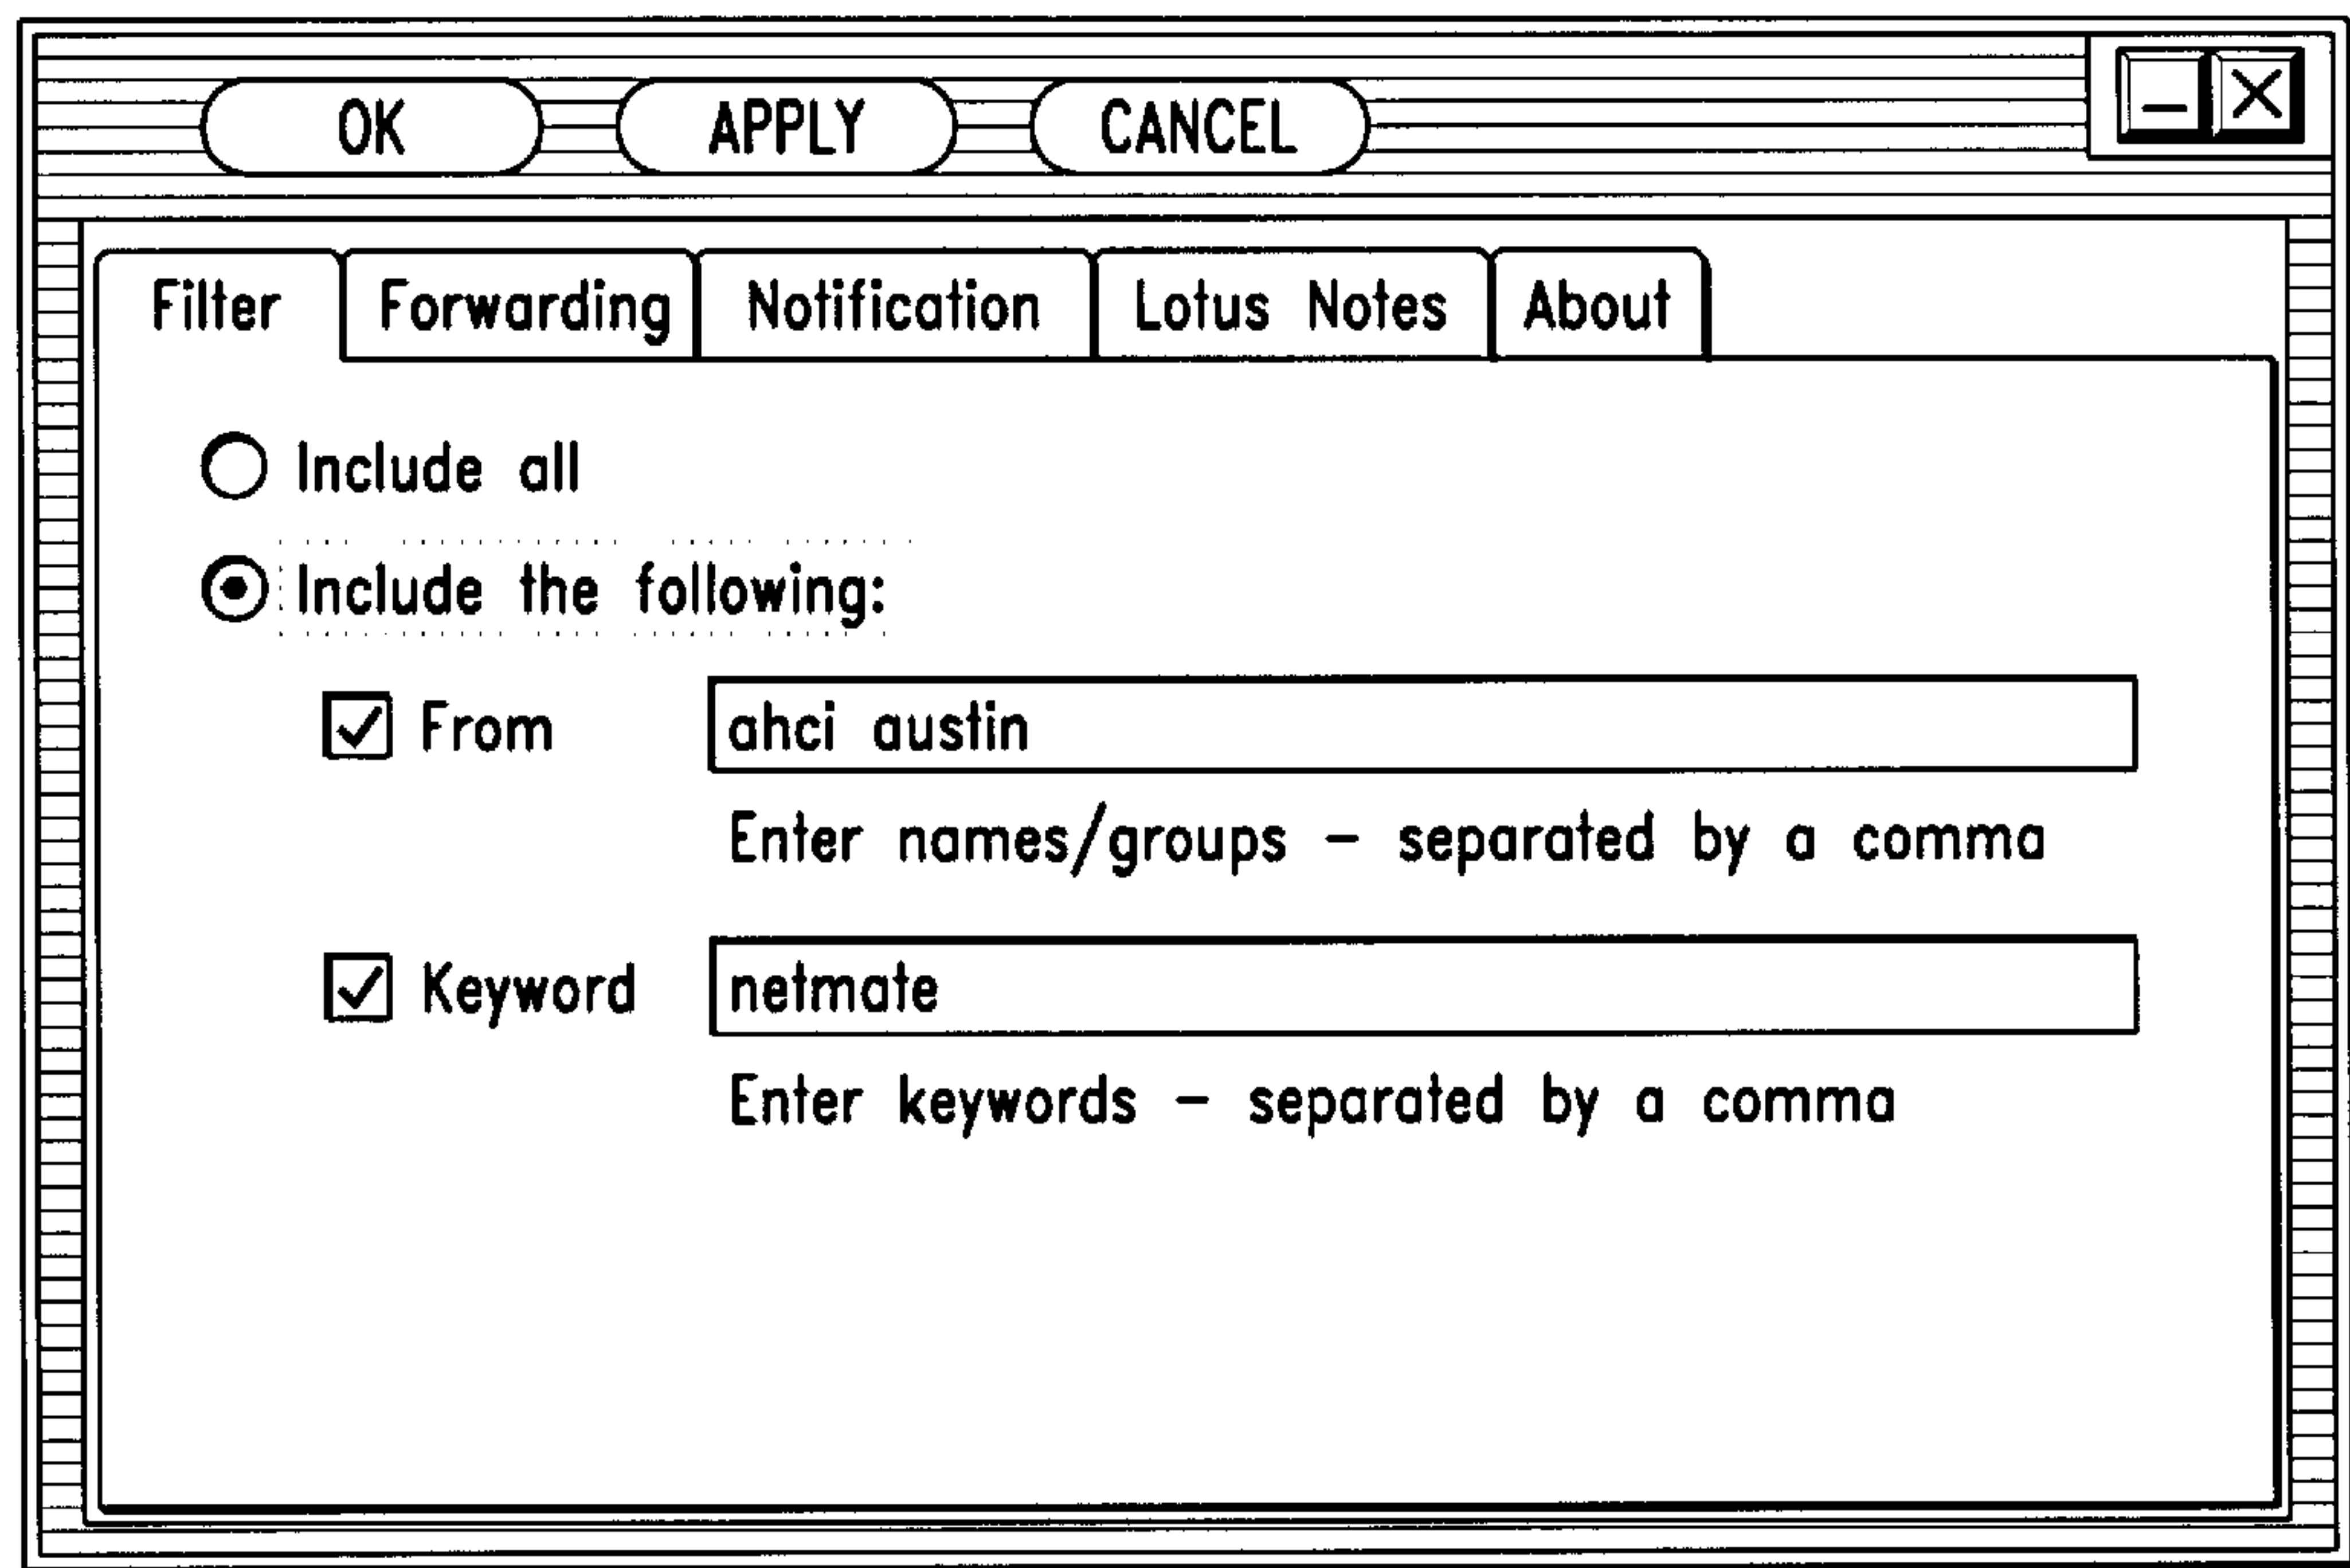 OK APPLY CANCEL
Filter Forwarding Notification Lotus Notes About
Include all
Include the following:
From ahci austin
Enter names/groups – separated by a comma
Keyword netmate
Enter keywords – separated by a comma